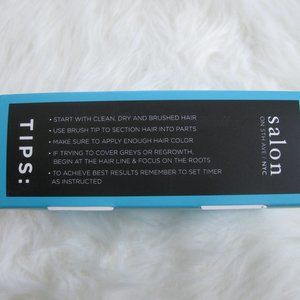 TIPS:
• START WITH CLEAN, DRY AND BRUSHED HAIR
• USE BRUSH TIP TO SECTION HAIR INTO PARTS
• MAKE SURE TO APPLY ENOUGH HAIR COLOR
• IF TRYING TO COVER GREYS OR REGROWTH,
BEGIN AT THE HAIR LINE & FOCUS ON THE ROOTS
• TO ACHIEVE BEST RESULTS REMEMBER TO SET TIMER
AS INSTRUCTED
salon
ON 5TH AVE NYC